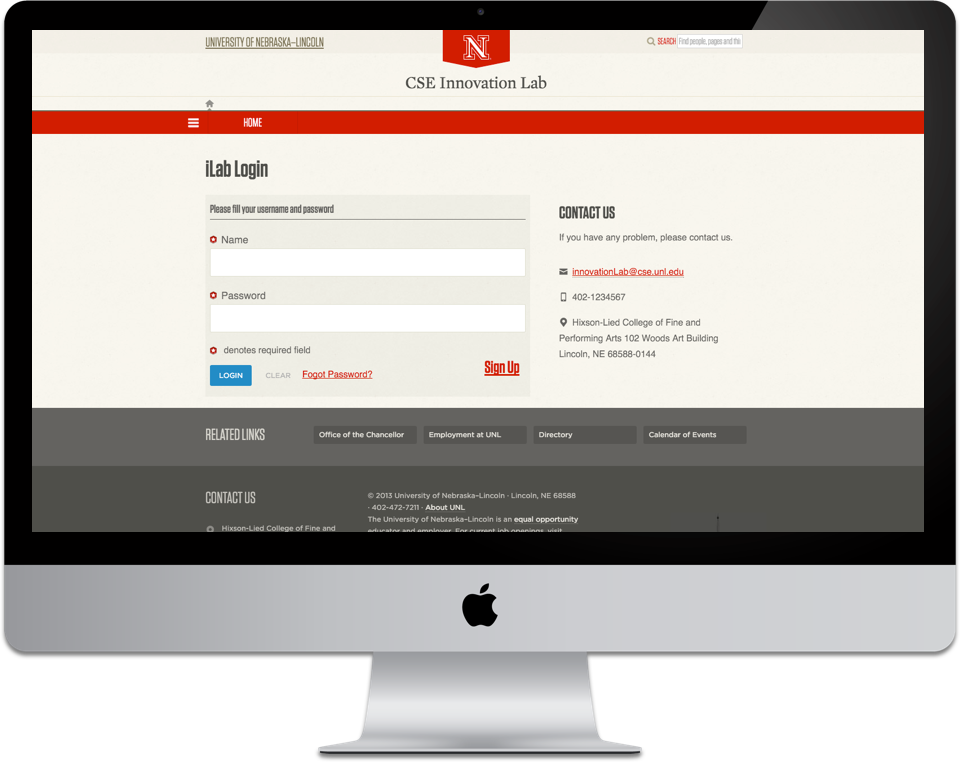 UNIVERSITY OF NEBRASKA–LINCOLN
N
SEARCH Find people, pages and thi
CSE Innovation Lab
HOME
iLab Login
Please fill your username and password
Name
Password
denotes required field
LOGIN CLEAR Fogot Password? Sign Up
CONTACT US
If you have any problem, please contact us.
innovationLab@cse.unl.edu
402-1234567
Hixson-Lied College of Fine and
Performing Arts 102 Woods Art Building
Lincoln, NE 68588-0144
RELATED LINKS Office of the Chancellor Employment at UNL Directory Calendar of Events
CONTACT US
Hixson-Lied College of Fine and
© 2013 University of Nebraska–Lincoln · Lincoln, NE 68588
· 402-472-7211 · About UNL
The University of Nebraska–Lincoln is an equal opportunity
educator and employer. For current job openings, visit